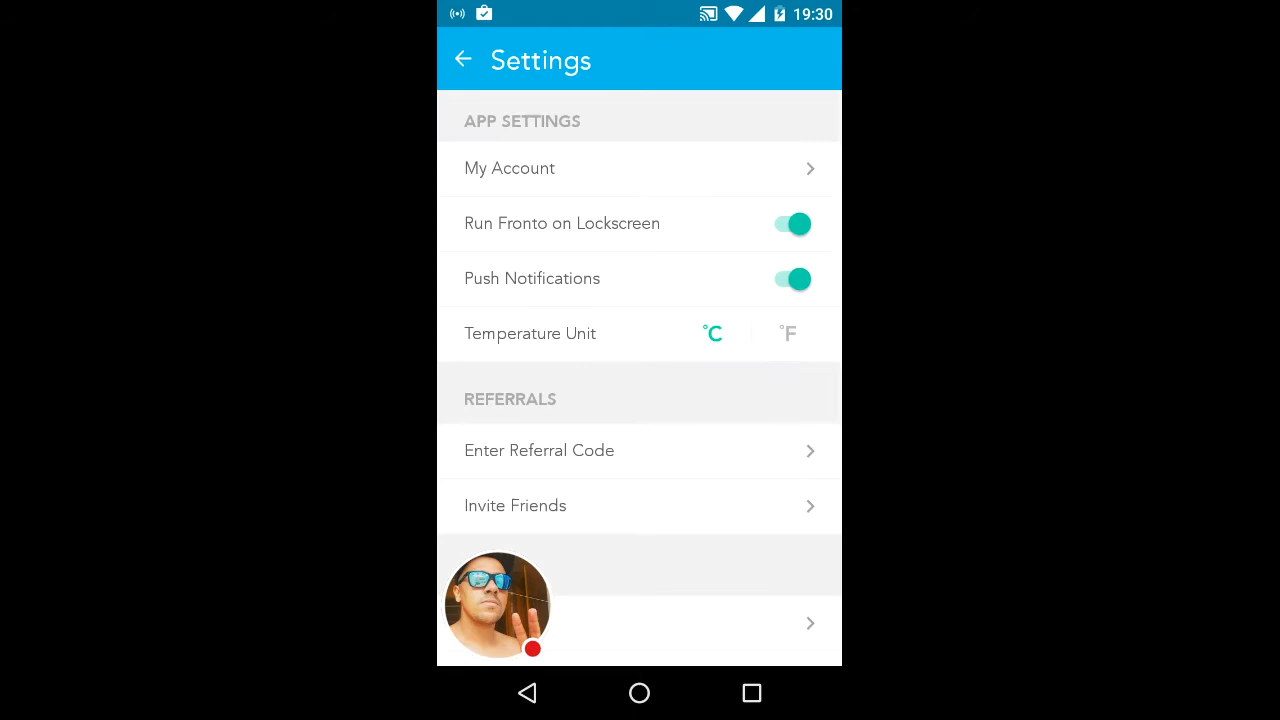 19:30
Settings
APP SETTINGS
My Account
Run Fronto on Lockscreen
Push Notifications
Temperature Unit °C °F
REFERRALS
Enter Referral Code
Invite Friends